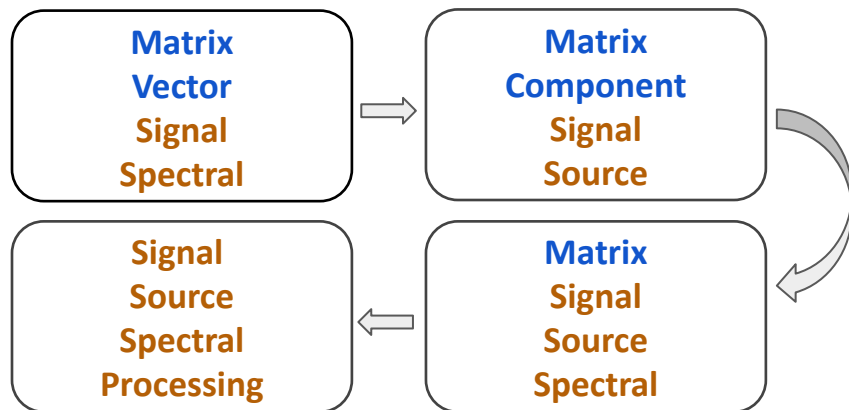 Matrix
Vector
Signal
Spectral
Matrix
Component
Signal
Source
Matrix
Signal
Source
Spectral
Signal
Source
Spectral
Processing